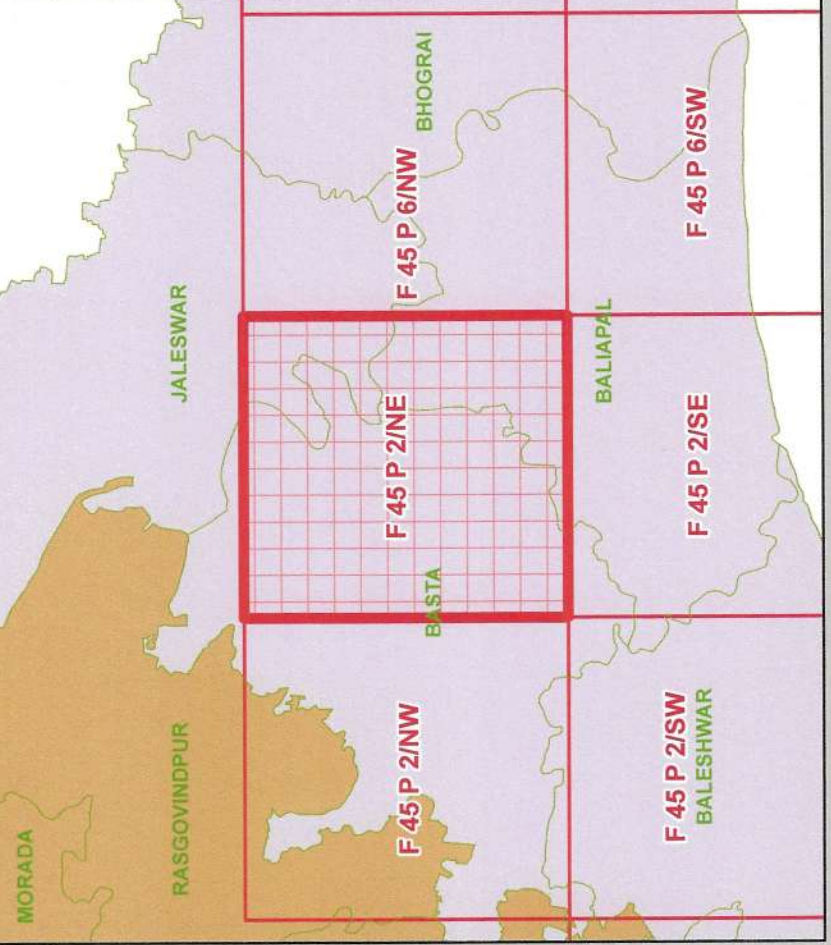 MORADA
RASGOVINDPUR
JALESWAR
F 45 P 2/NW
F 45 P 2/NE
F 45 P 6/NW
BASTA
BHOGRAI
BALIAPAL
F 45 P 2/SW
F 45 P 2/SE
F 45 P 6/SW
BALESHWAR